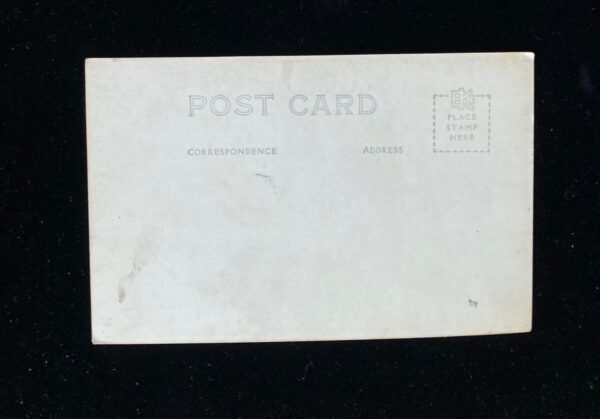 POST CARD
CORRESPONDENCE
ADDRESS
EKC
PLACE
STAMP
HERE